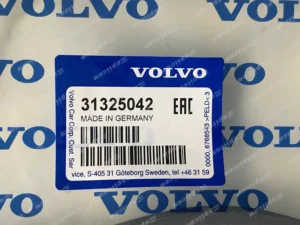 VOLVO
VOLVO
31325042
EAC
MADE IN GERMANY
Volvo Car Corp. Cust. Ser
vice, S-405 31 Göteborg Sweden, tel +46 31 59
0000, 6768543 >PELD< 3
VOLVO